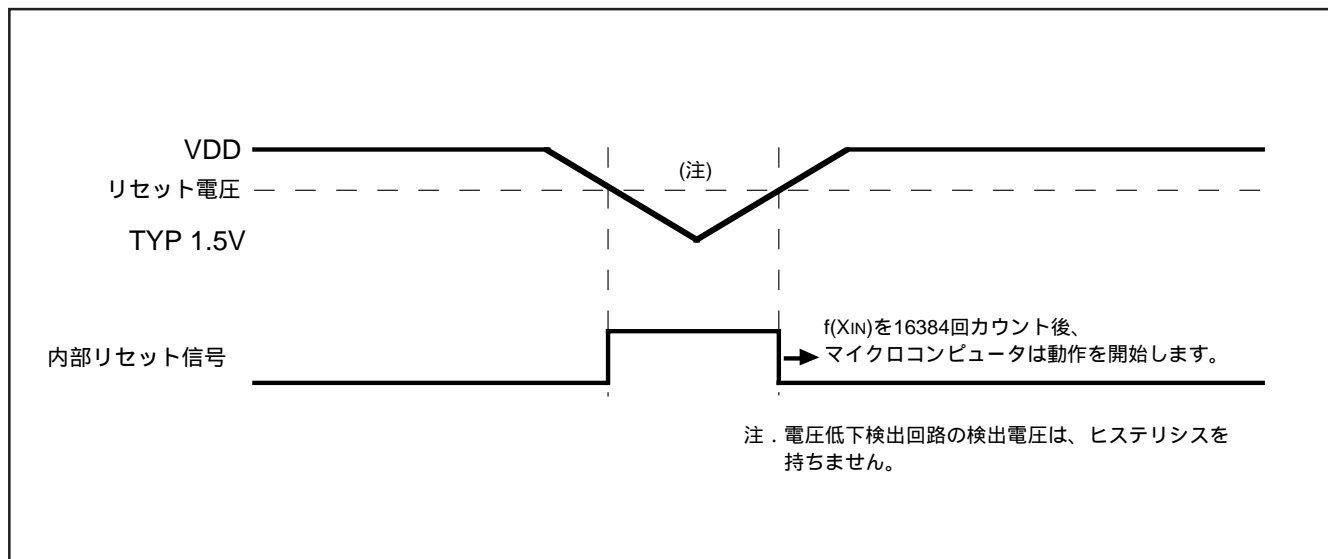 VDD
リセット電圧
(注)
TYP 1.5V
内部リセット信号
f(XIN)を16384回カウント後、
マイクロコンピュータは動作を開始します。
注．電圧低下検出回路の検出電圧は、ヒステリシスを
持ちません。